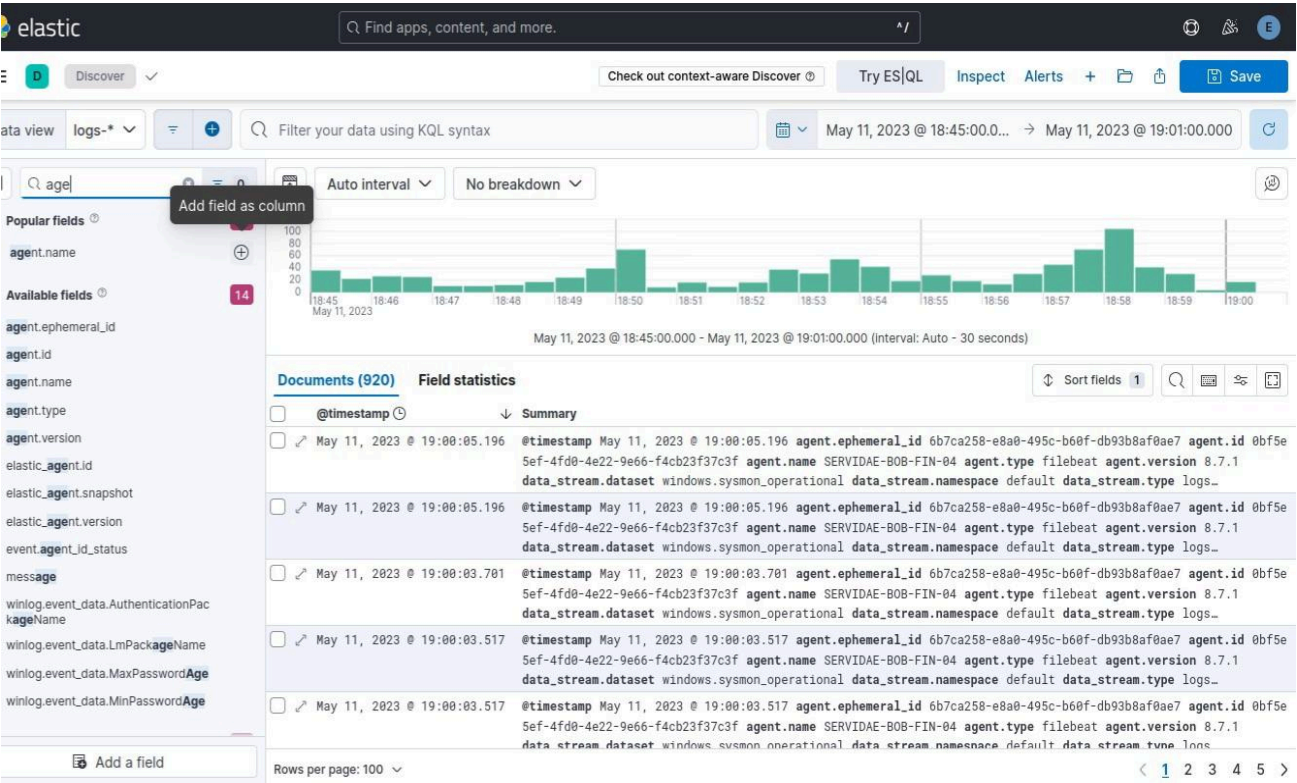 elastic
Find apps, content, and more.
^/
E
D
Discover
Check out context-aware Discover
Try ES|QL
Inspect
Alerts
Save
ata view
logs-*
Filter your data using KQL syntax
May 11, 2023 @ 18:45:00.0... → May 11, 2023 @ 19:01:00.000
age
0
Add field as column
Auto interval
No breakdown
Popular fields
agent.name
Available fields
14
agent.ephemeral_id
agent.id
agent.name
agent.type
agent.version
elastic_agent.id
elastic_agent.snapshot
elastic_agent.version
event.agent_id_status
message
winlog.event_data.AuthenticationPac
kageName
winlog.event_data.LmPackageName
winlog.event_data.MaxPasswordAge
winlog.event_data.MinPasswordAge
Add a field
100
80
60
40
20
0
18:45 18:46 18:47 18:48 18:49 18:50 18:51 18:52 18:53 18:54 18:55 18:56 18:57 18:58 18:59 19:00
May 11, 2023
May 11, 2023 @ 18:45:00.000 - May 11, 2023 @ 19:01:00.000 (interval: Auto - 30 seconds)
Documents (920)
Field statistics
Sort fields 1
@timestamp
Summary
May 11, 2023 @ 19:00:05.196 @timestamp May 11, 2023 @ 19:00:05.196 agent.ephemeral_id 6b7ca258-e8a0-495c-b60f-db93b8af0ae7 agent.id 0bf5e
5ef-4fd0-4e22-9e66-f4cb23f37c3f agent.name SERVIDAE-BOB-FIN-04 agent.type filebeat agent.version 8.7.1
data_stream.dataset windows.sysmon_operational data_stream.namespace default data_stream.type logs…
May 11, 2023 @ 19:00:05.196 @timestamp May 11, 2023 @ 19:00:05.196 agent.ephemeral_id 6b7ca258-e8a0-495c-b60f-db93b8af0ae7 agent.id 0bf5e
5ef-4fd0-4e22-9e66-f4cb23f37c3f agent.name SERVIDAE-BOB-FIN-04 agent.type filebeat agent.version 8.7.1
data_stream.dataset windows.sysmon_operational data_stream.namespace default data_stream.type logs…
May 11, 2023 @ 19:00:03.701 @timestamp May 11, 2023 @ 19:00:03.701 agent.ephemeral_id 6b7ca258-e8a0-495c-b60f-db93b8af0ae7 agent.id 0bf5e
5ef-4fd0-4e22-9e66-f4cb23f37c3f agent.name SERVIDAE-BOB-FIN-04 agent.type filebeat agent.version 8.7.1
data_stream.dataset windows.sysmon_operational data_stream.namespace default data_stream.type logs…
May 11, 2023 @ 19:00:03.517 @timestamp May 11, 2023 @ 19:00:03.517 agent.ephemeral_id 6b7ca258-e8a0-495c-b60f-db93b8af0ae7 agent.id 0bf5e
5ef-4fd0-4e22-9e66-f4cb23f37c3f agent.name SERVIDAE-BOB-FIN-04 agent.type filebeat agent.version 8.7.1
data_stream.dataset windows.sysmon_operational data_stream.namespace default data_stream.type logs…
May 11, 2023 @ 19:00:03.517 @timestamp May 11, 2023 @ 19:00:03.517 agent.ephemeral_id 6b7ca258-e8a0-495c-b60f-db93b8af0ae7 agent.id 0bf5e
5ef-4fd0-4e22-9e66-f4cb23f37c3f agent.name SERVIDAE-BOB-FIN-04 agent.type filebeat agent.version 8.7.1
data_stream.dataset windows.sysmon_operational data_stream.namespace default data_stream.type logs
Rows per page: 100
1 2 3 4 5